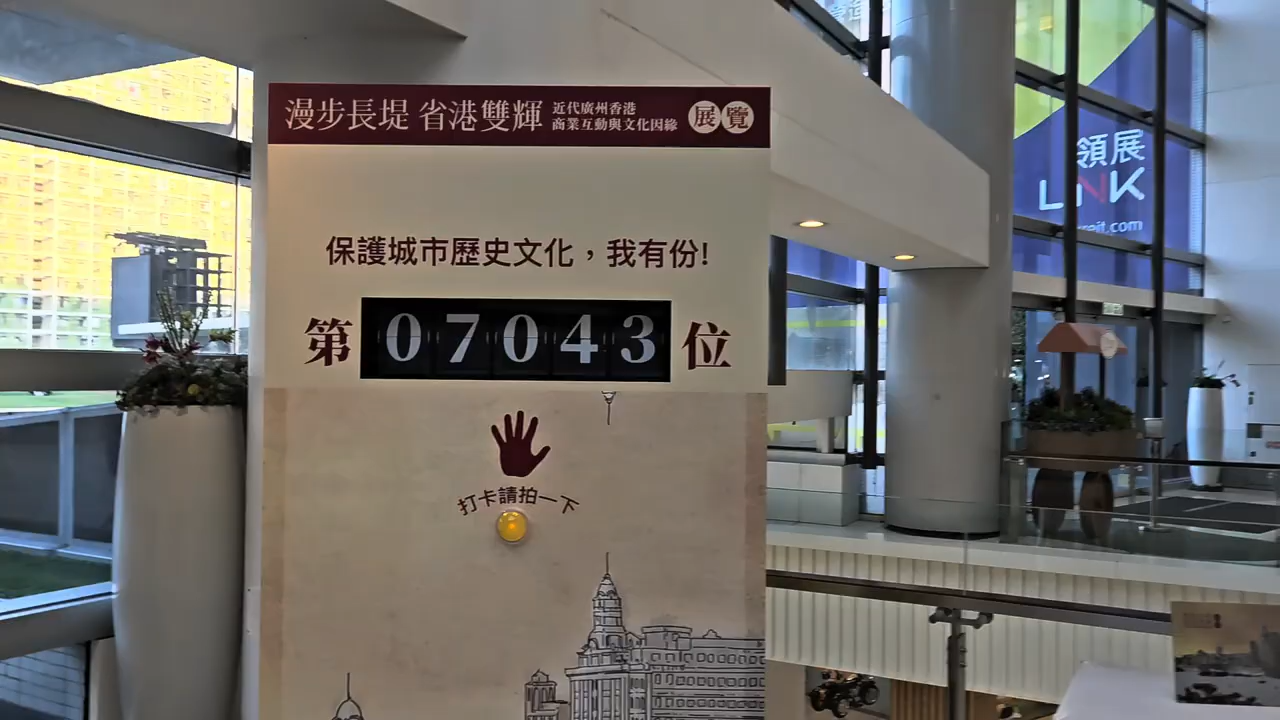 漫步長堤 省港雙輝
近代廣州香港
商業互動與文化因緣
展覽
保護城市歷史文化，我有份!
第 07043 位
打卡請拍一下
領展
LINK
reit.com